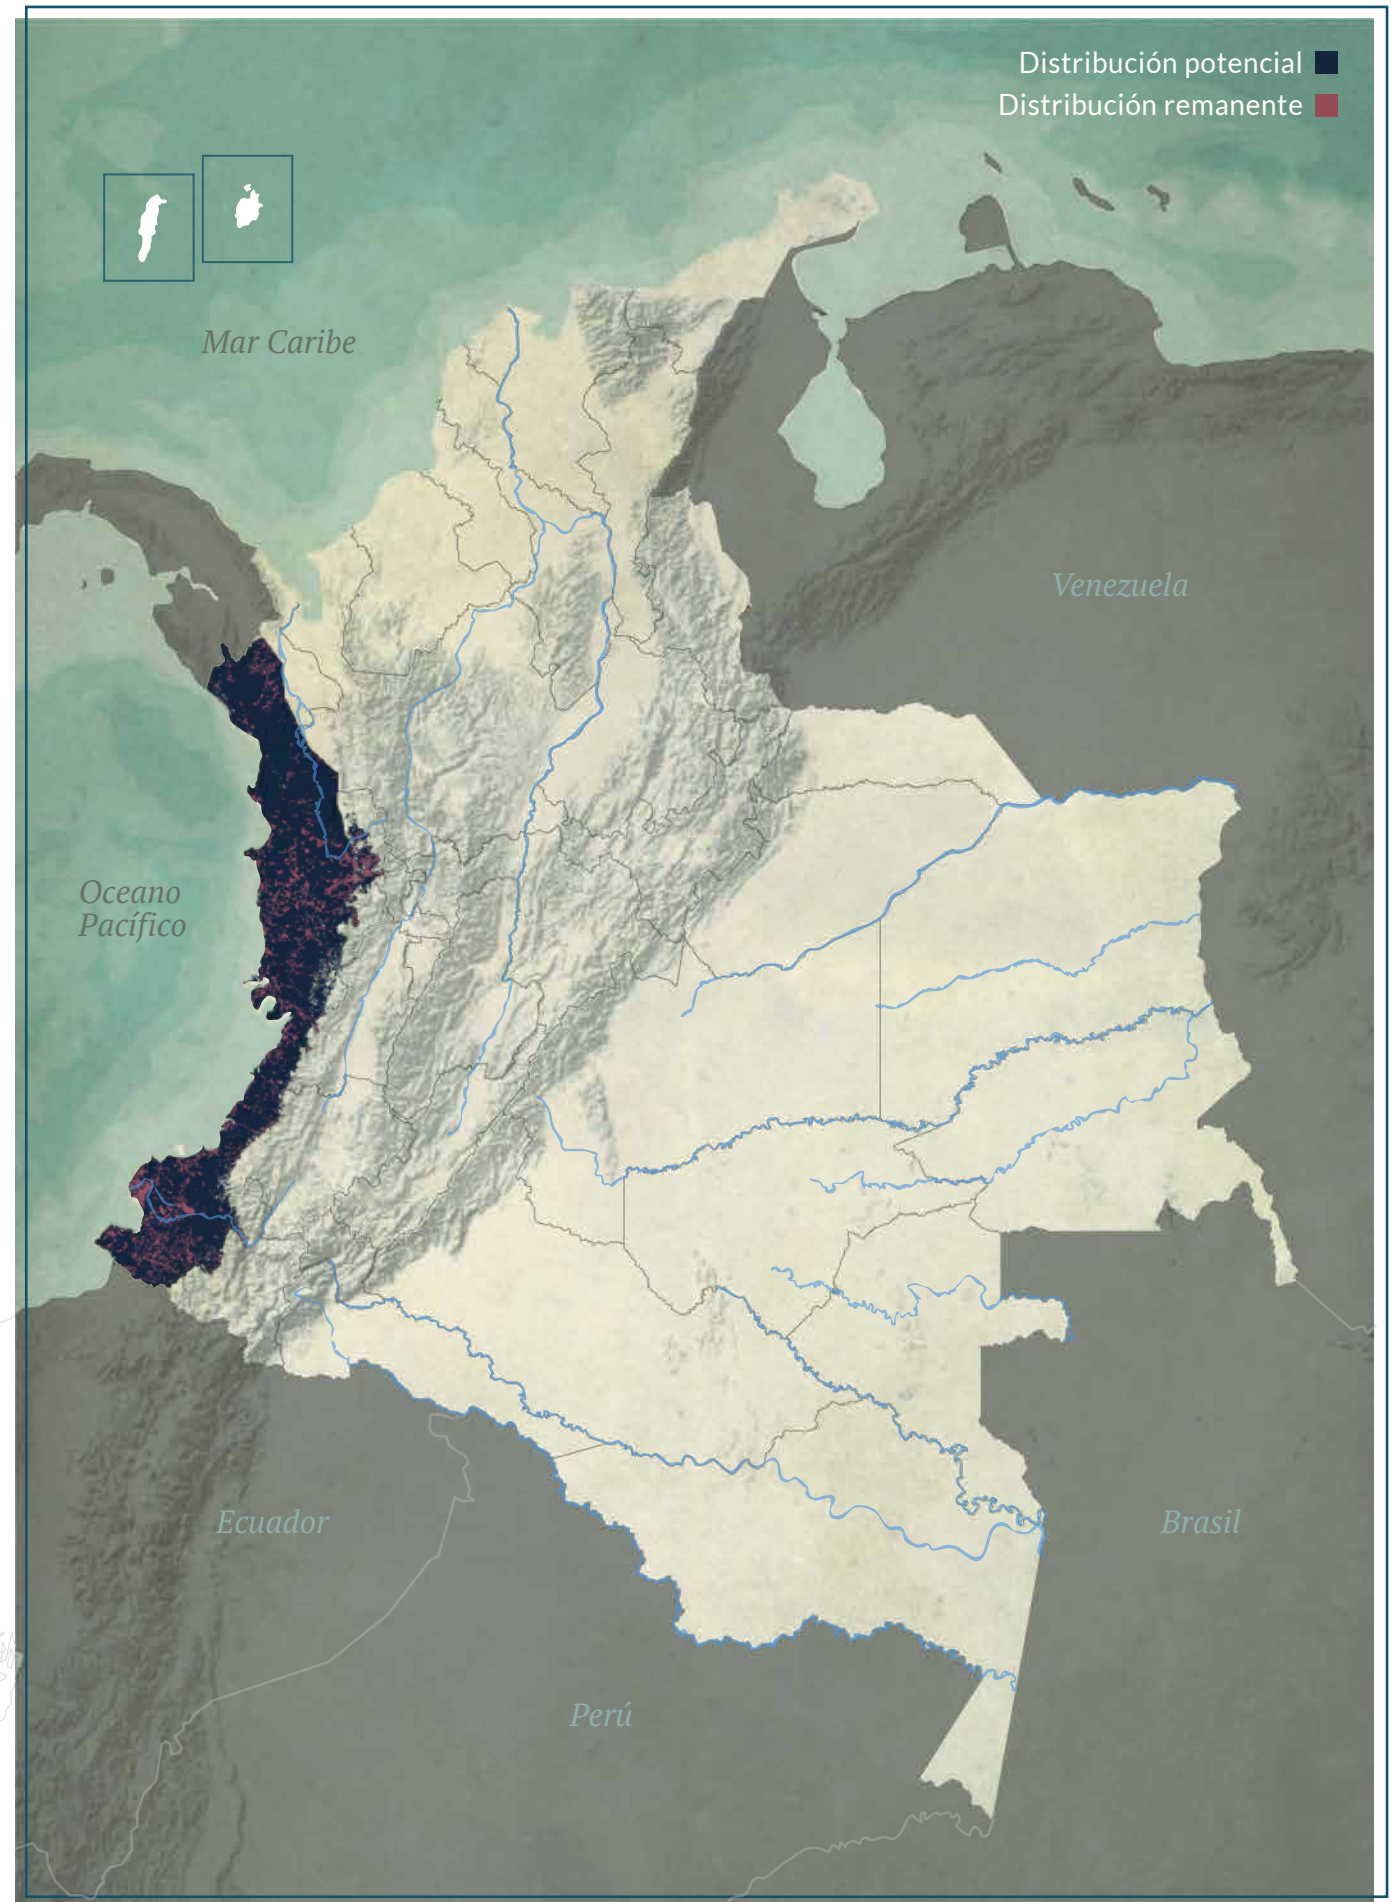 Distribución potencial
Distribución remanente
Mar Caribe
Venezuela
Oceano
Pacífico
Ecuador
Brasil
Perú